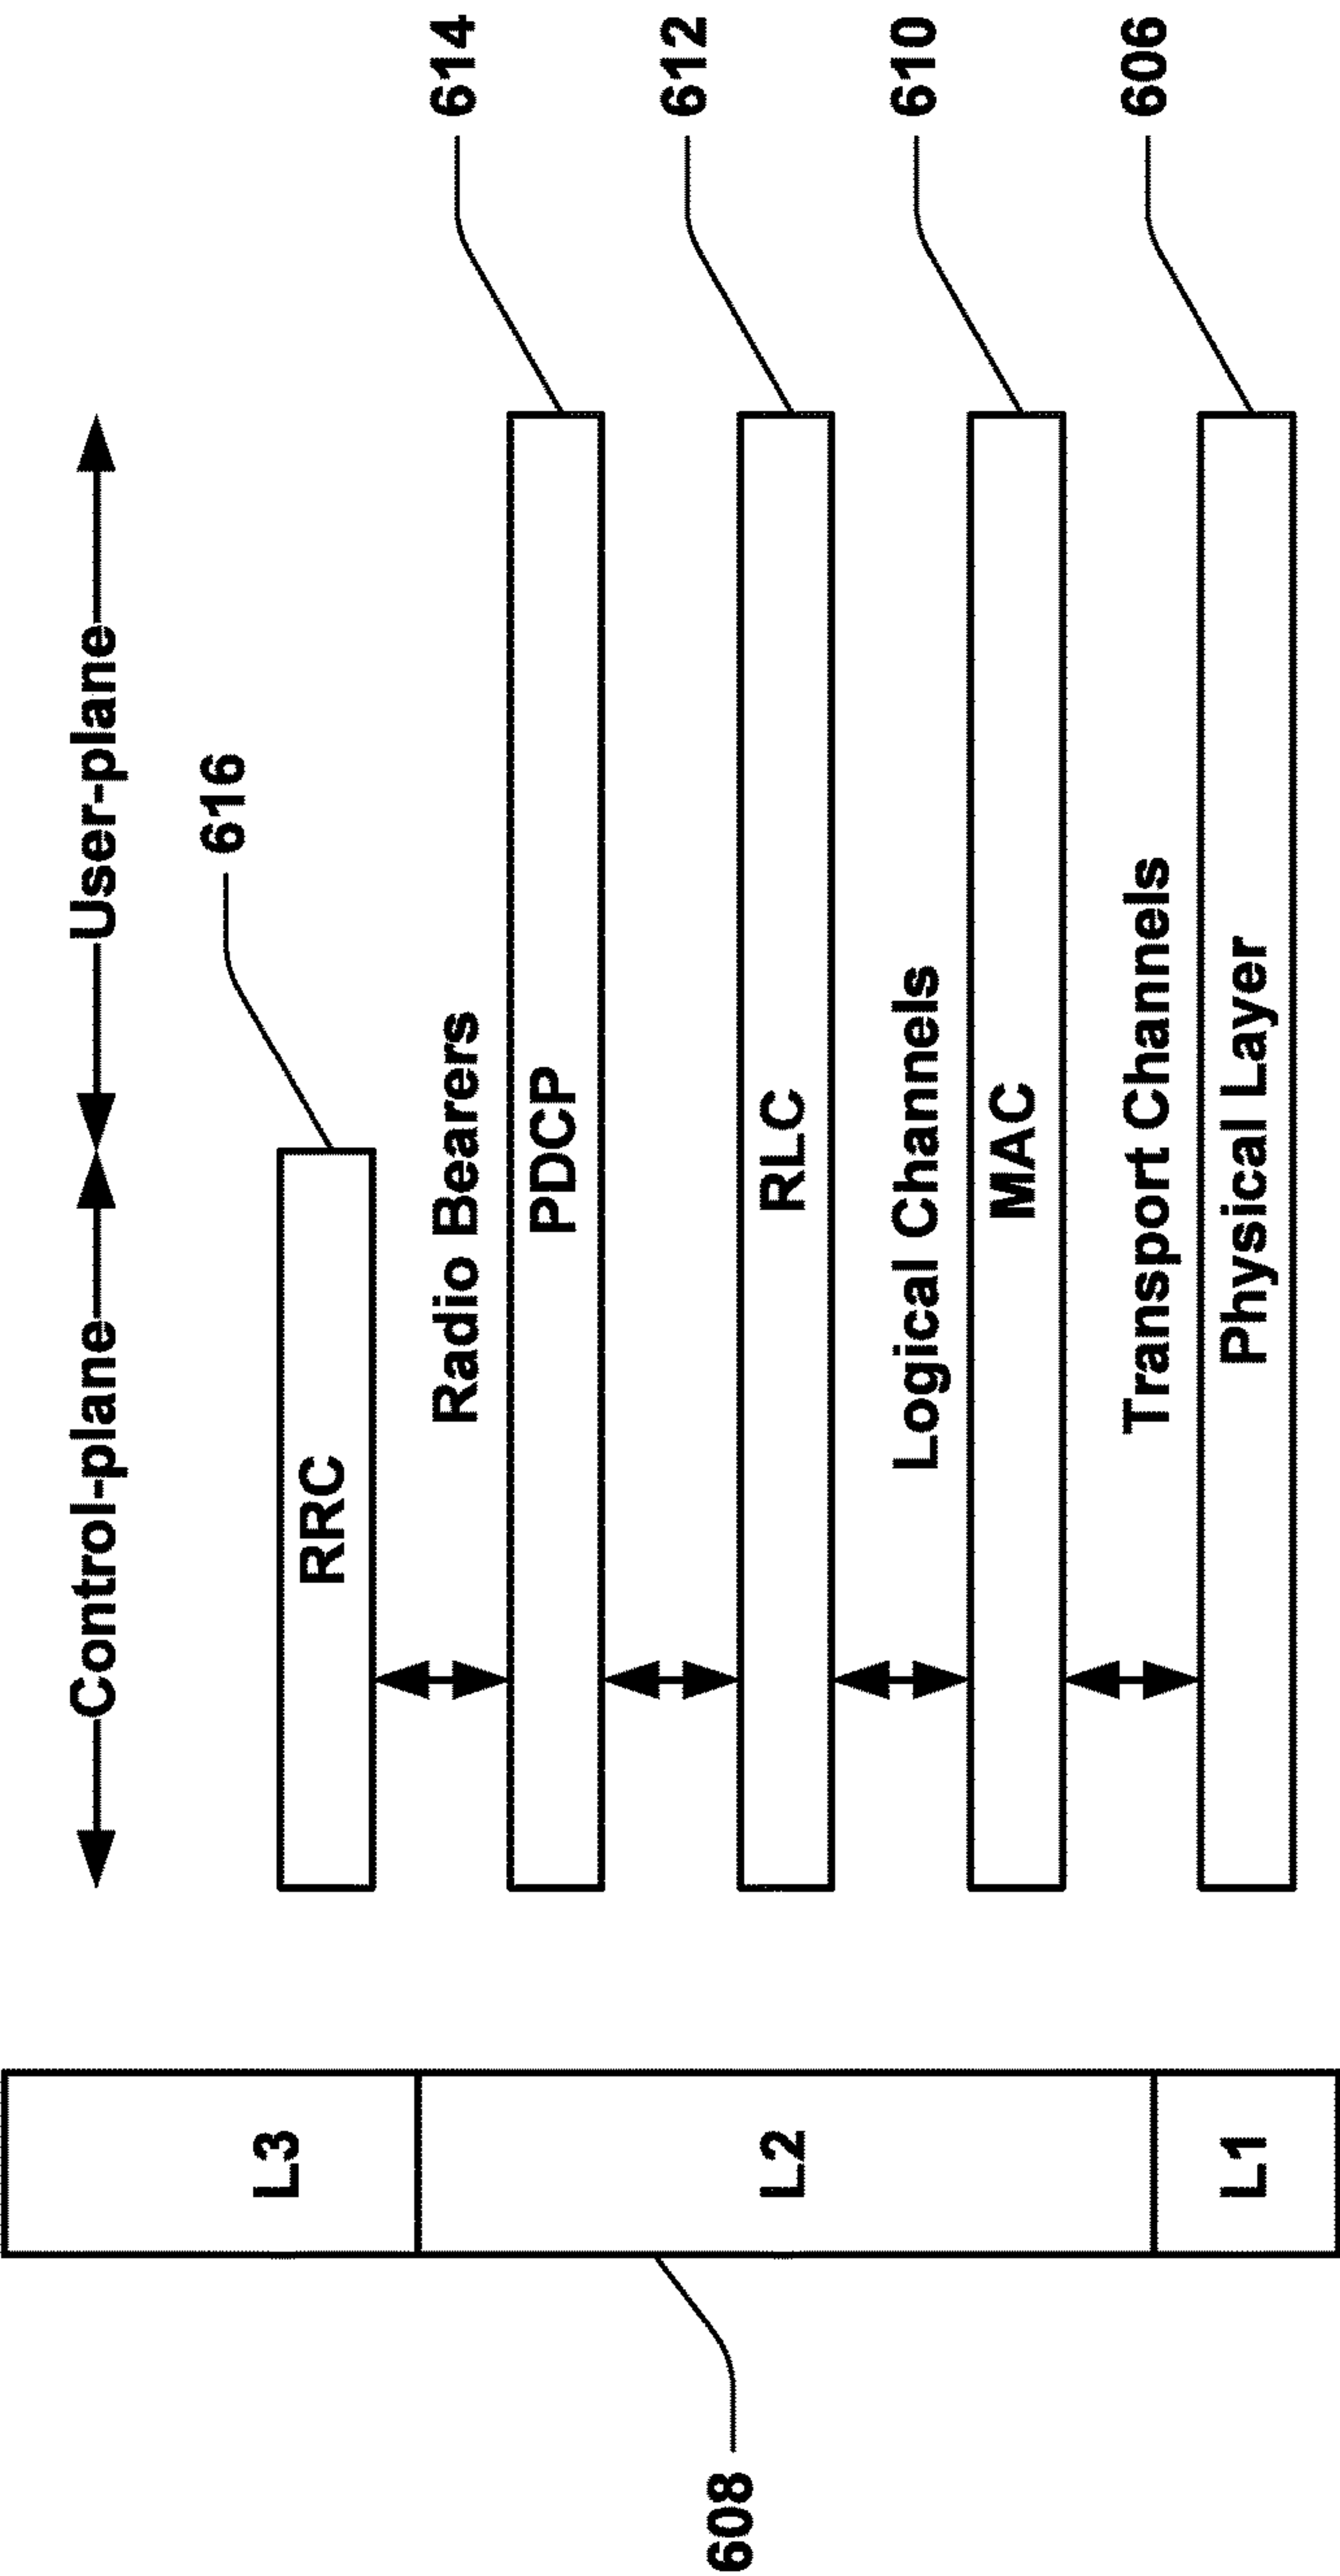 Control-plane
User-plane
616
L3
RRC
Radio Bearers
614
PDCP
608
L2
612
RLC
Logical Channels
610
MAC
Transport Channels
606
L1
Physical Layer